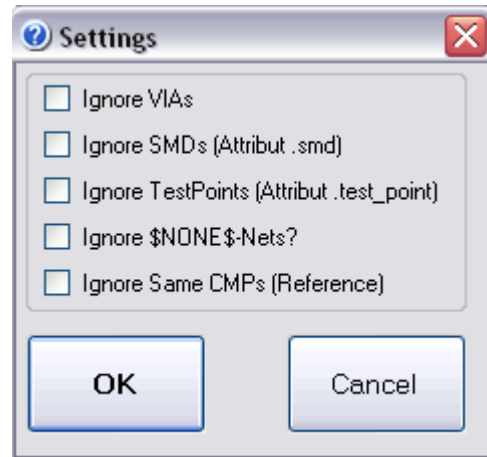 Settings
Ignore VIAs
Ignore SMDs (Attribut .smd)
Ignore TestPoints (Attribut .test_point)
Ignore $NONE$-Nets?
Ignore Same CMPs (Reference)
OK
Cancel